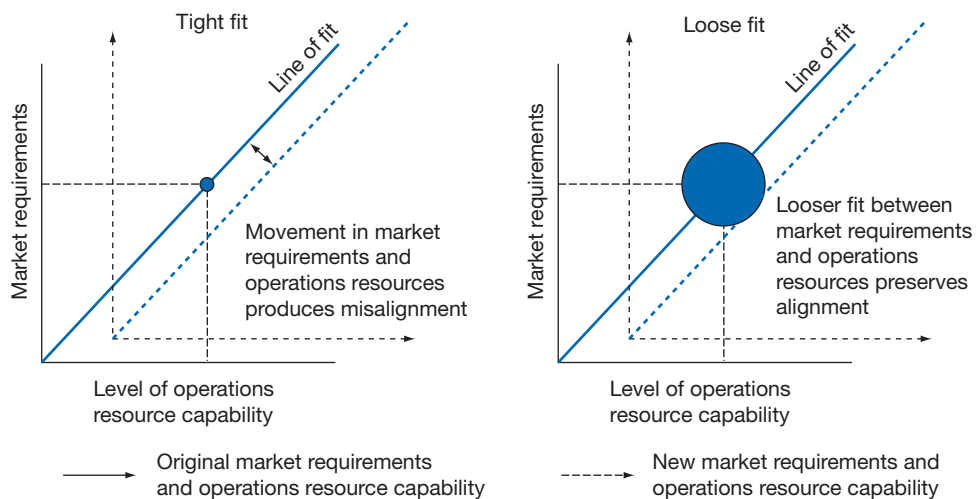 Tight fit
Line of fit
Market requirements
Movement in market
requirements and
operations resources
produces misalignment
Level of operations
resource capability
Loose fit
Line of fit
Market requirements
Looser fit between
market requirements
and operations
resources preserves
alignment
Level of operations
resource capability
Original market requirements
and operations resource capability
New market requirements and
operations resource capability